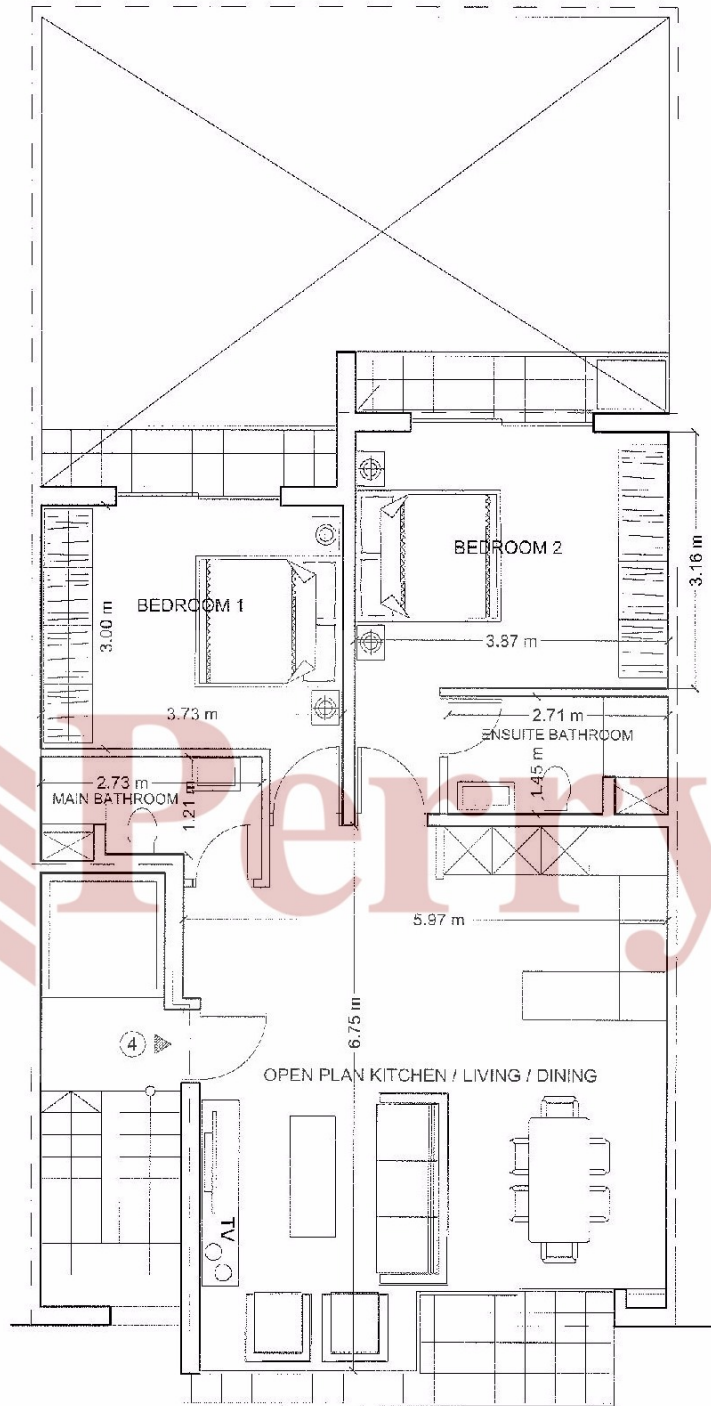 BEDROOM 2
3.16 m
BEDROOM 1
3.00 m
3.87 m
3.73 m
2.71 m
ENSUITE BATHROOM
1.45 m
2.73 m
MAIN BATHROOM
1.21 m
Perry
5.97 m
6.75 m
4
OPEN PLAN KITCHEN / LIVING / DINING
TV